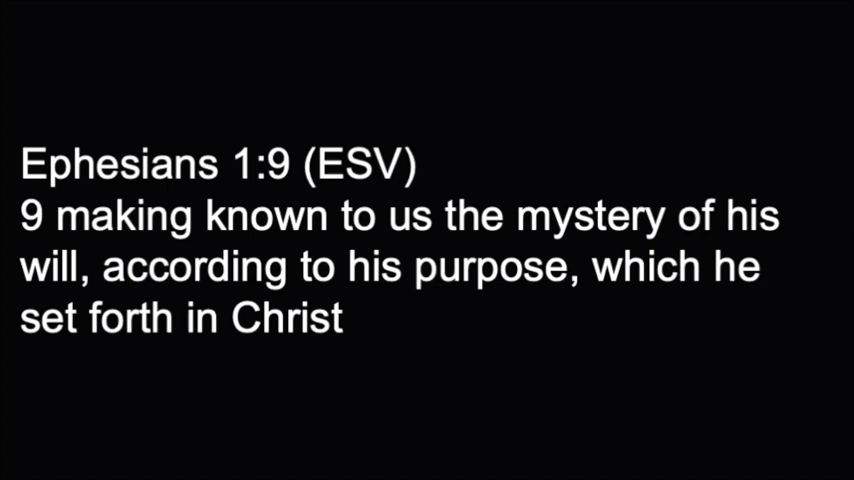 Ephesians 1:9 (ESV)
9 making known to us the mystery of his
will, according to his purpose, which he
set forth in Christ